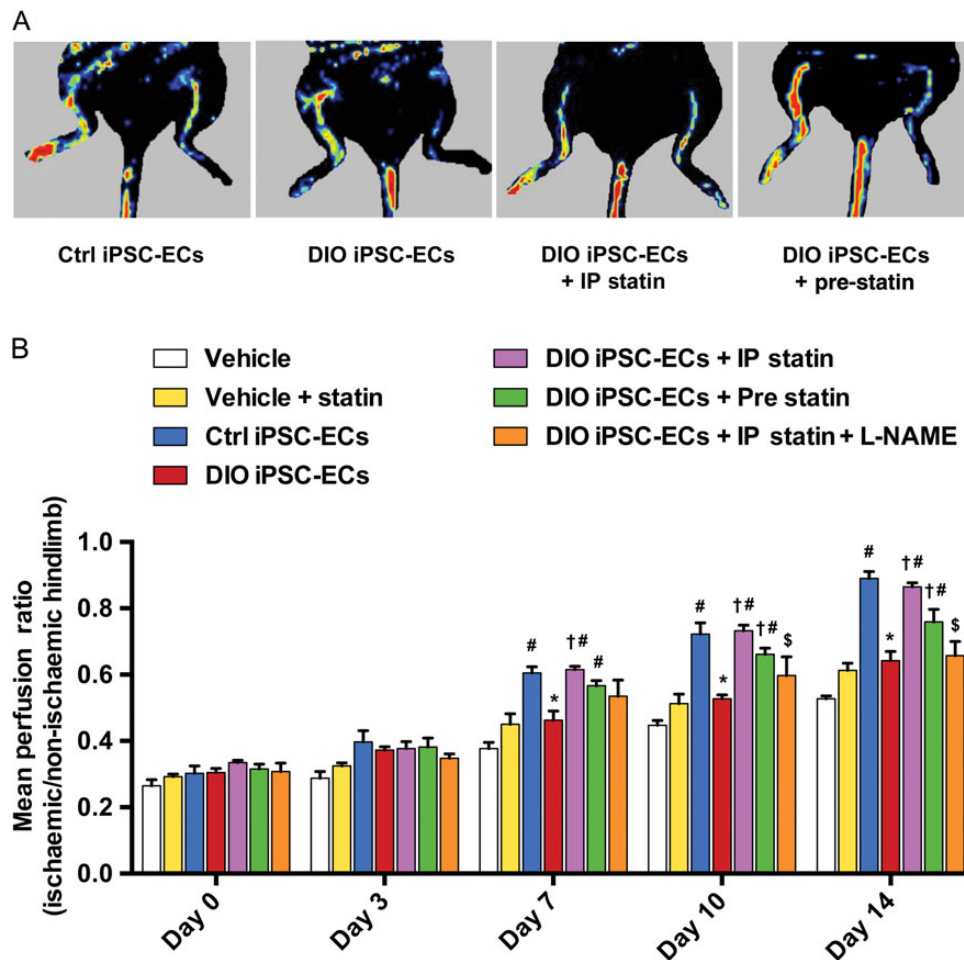 A
Ctrl iPSC-ECs
DIO iPSC-ECs
DIO iPSC-ECs
+ IP statin
DIO iPSC-ECs
+ pre-statin
B
Vehicle
Vehicle + statin
Ctrl iPSC-ECs
DIO iPSC-ECs
DIO iPSC-ECs + IP statin
DIO iPSC-ECs + Pre statin
DIO iPSC-ECs + IP statin + L-NAME
Mean perfusion ratio
(ischaemic/non-ischaemic hindlimb)
1.0
0.8
0.6
0.4
0.2
0.0
#
*
†#
#
#
*
†#
†#
$
#
*
†#
†#
$
Day 0
Day 3
Day 7
Day 10
Day 14